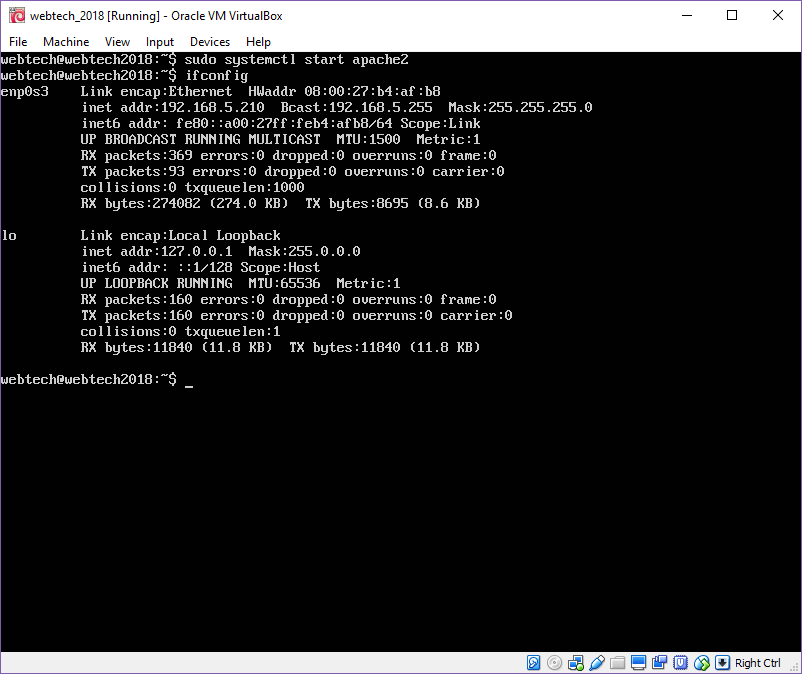 webtech_2018 [Running] - Oracle VM VirtualBox
File Machine View Input Devices Help
webtech@webtech2018:~$ sudo systemctl start apache2
webtech@webtech2018:~$ ifconfig
enp0s3    Link encap:Ethernet  HWaddr 08:00:27:b4:af:b8
          inet addr:192.168.5.210  Bcast:192.168.5.255  Mask:255.255.255.0
          inet6 addr: fe80::a00:27ff:feb4:afb8/64 Scope:Link
          UP BROADCAST RUNNING MULTICAST  MTU:1500  Metric:1
          RX packets:369 errors:0 dropped:0 overruns:0 frame:0
          TX packets:93 errors:0 dropped:0 overruns:0 carrier:0
          collisions:0 txqueuelen:1000
          RX bytes:274082 (274.0 KB)  TX bytes:8695 (8.6 KB)
lo        Link encap:Local Loopback
          inet addr:127.0.0.1  Mask:255.0.0.0
          inet6 addr: ::1/128 Scope:Host
          UP LOOPBACK RUNNING  MTU:65536  Metric:1
          RX packets:160 errors:0 dropped:0 overruns:0 frame:0
          TX packets:160 errors:0 dropped:0 overruns:0 carrier:0
          collisions:0 txqueuelen:1
          RX bytes:11840 (11.8 KB)  TX bytes:11840 (11.8 KB)
webtech@webtech2018:~$ _
Right Ctrl